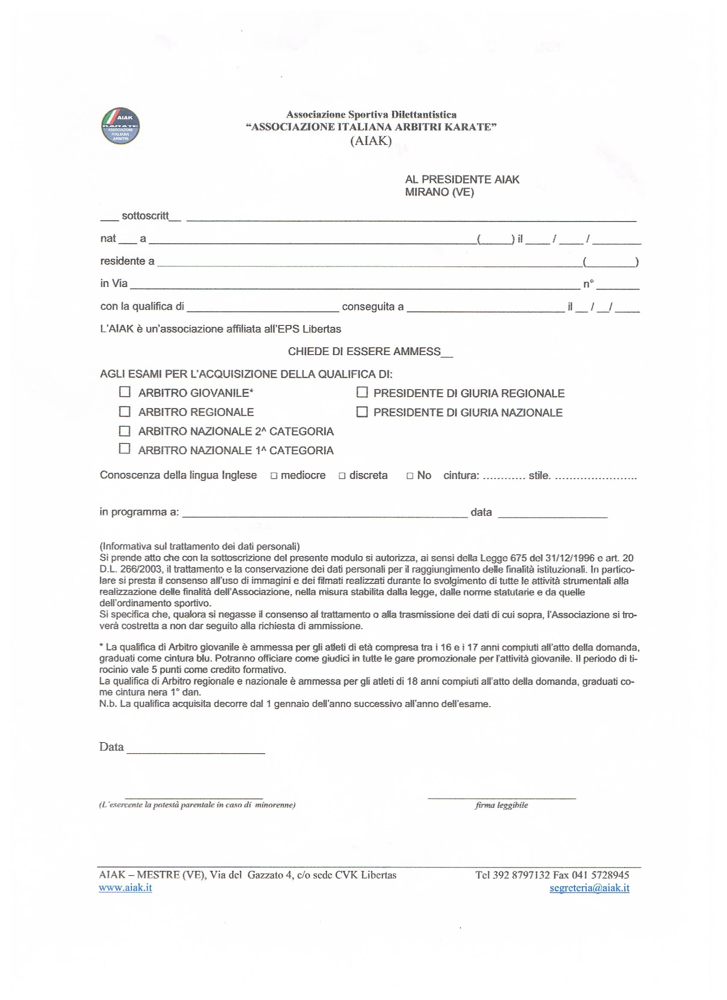 AIAK
KARATE
ASSOCIAZIONE
ITALIANA
ARBITRI
Associazione Sportiva Dilettantistica
“ASSOCIAZIONE ITALIANA ARBITRI KARATE”
(AIAK)
AL PRESIDENTE AIAK
MIRANO (VE)
___ sottoscritt__ ______________________________
nat ___ a ______________________________(_____) il ____ / ____ / ________
residente a ______________________________(________)
in Via ______________________________ n° _______
con la qualifica di ____________________ conseguita a ____________________ il __ / __/ ____
L'AIAK è un'associazione affiliata all'EPS Libertas
CHIEDE DI ESSERE AMMESS__
AGLI ESAMI PER L'ACQUISIZIONE DELLA QUALIFICA DI:
☐ ARBITRO GIOVANILE* ☐ PRESIDENTE DI GIURIA REGIONALE
☐ ARBITRO REGIONALE ☐ PRESIDENTE DI GIURIA NAZIONALE
☐ ARBITRO NAZIONALE 2^ CATEGORIA
☐ ARBITRO NAZIONALE 1^ CATEGORIA
Conoscenza della lingua Inglese □ mediocre □ discreta □ No cintura: ............ stile. .......................
in programma a: ______________________________ data __________________
(Informativa sul trattamento dei dati personali)
Si prende atto che con la sottoscrizione del presente modulo si autorizza, ai sensi della Legge 675 del 31/12/1996 e art. 20
D.L. 266/2003, il trattamento e la conservazione dei dati personali per il raggiungimento delle finalità istituzionali. In partico-
lare si presta il consenso all'uso di immagini e dei filmati realizzati durante lo svolgimento di tutte le attività strumentali alla
realizzazione delle finalità dell'Associazione, nella misura stabilita dalla legge, dalle norme statutarie e da quelle
dell'ordinamento sportivo.
Si specifica che, qualora si negasse il consenso al trattamento o alla trasmissione dei dati di cui sopra, l'Associazione si tro-
verà costretta a non dar seguito alla richiesta di ammissione.
* La qualifica di Arbitro giovanile è ammessa per gli atleti di età compresa tra i 16 e i 17 anni compiuti all'atto della domanda,
graduati come cintura blu. Potranno officiare come giudici in tutte le gare promozionale per l'attività giovanile. Il periodo di ti-
rocinio vale 5 punti come credito formativo.
La qualifica di Arbitro regionale e nazionale è ammessa per gli atleti di 18 anni compiuti all'atto della domanda, graduati co-
me cintura nera 1° dan.
N.b. La qualifica acquisita decorre dal 1 gennaio dell'anno successivo all'anno dell'esame.
Data ______________________
(L'esercente la potestà parentale in caso di minorenne) firma leggibile
AIAK – MESTRE (VE), Via del Gazzato 4, c/o sede CVK Libertas Tel 392 8797132 Fax 041 5728945
www.aiak.it segreteria@aiak.it